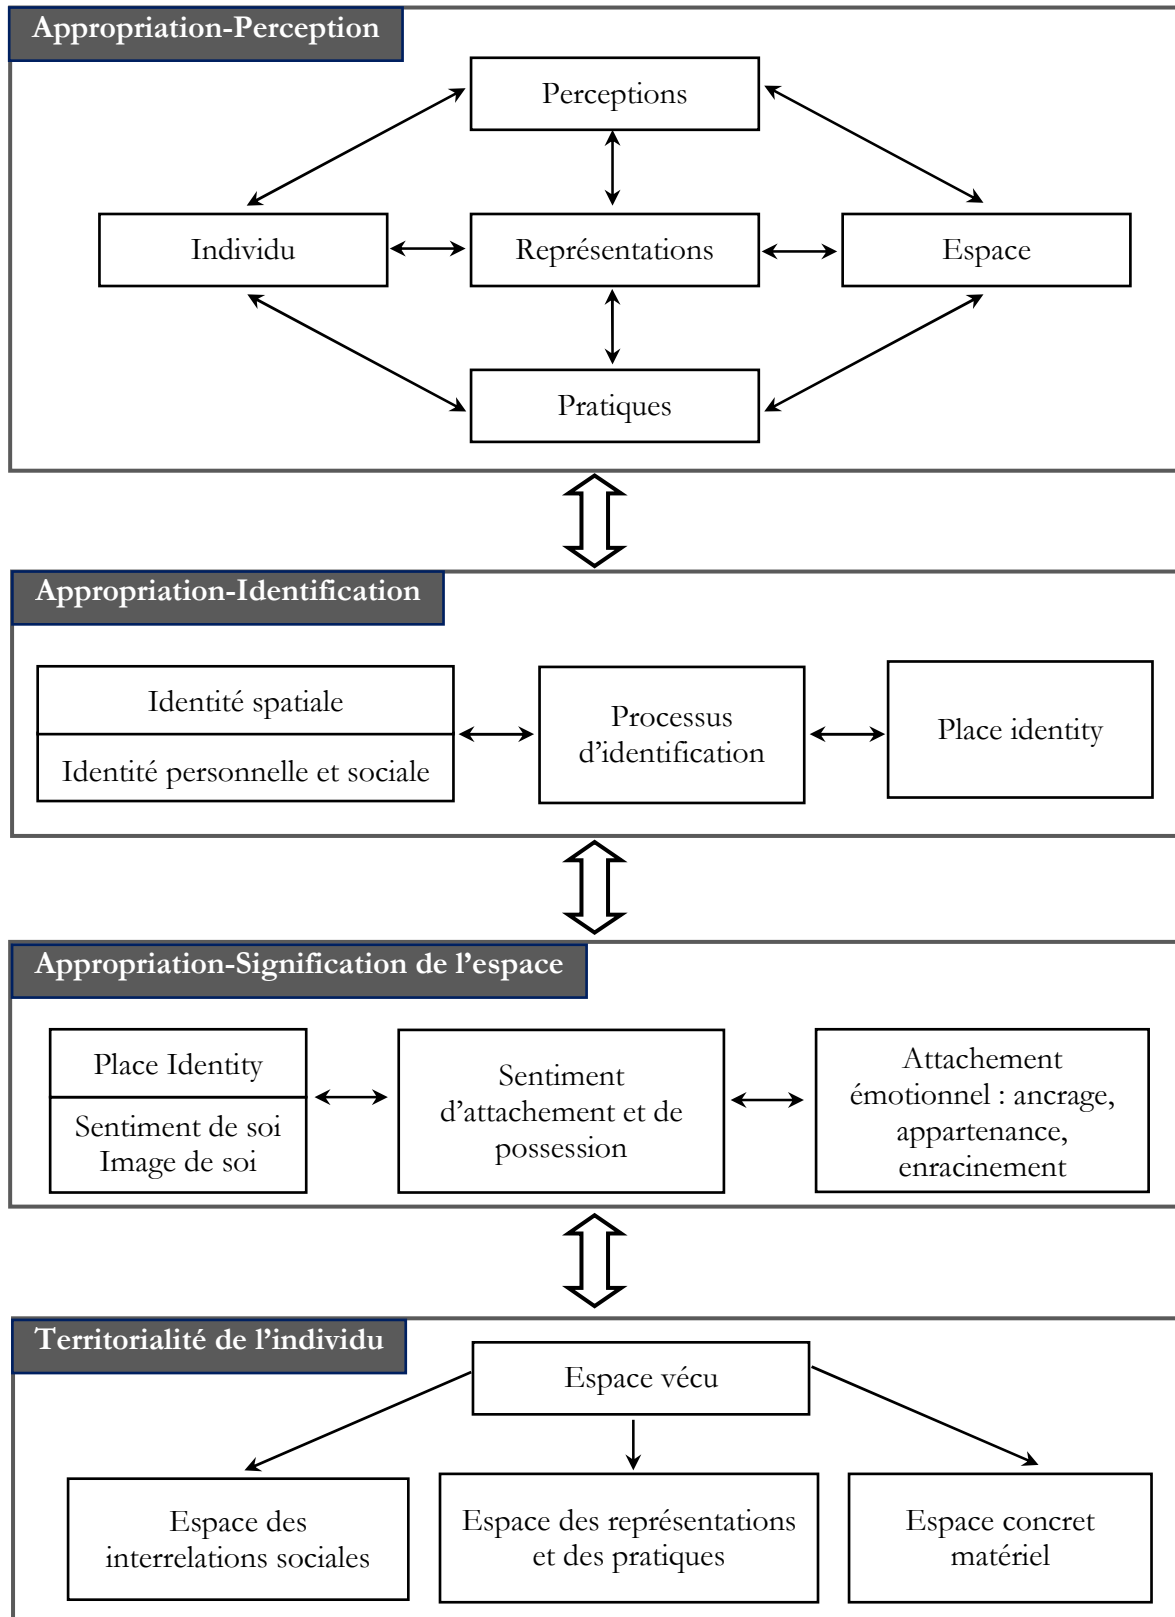 Appropriation-Perception
Perceptions
Individu
Représentations
Espace
Pratiques
Appropriation-Identification
Identité spatiale
Identité personnelle et sociale
Processus
d’identification
Place identity
Appropriation-Signification de l’espace
Place Identity
Sentiment de soi
Image de soi
Sentiment
d’attachement et de
possession
Attachement
émotionnel : ancrage,
appartenance,
enracinement
Territorialité de l’individu
Espace vécu
Espace des
interrelations sociales
Espace des représentations
et des pratiques
Espace concret
matériel